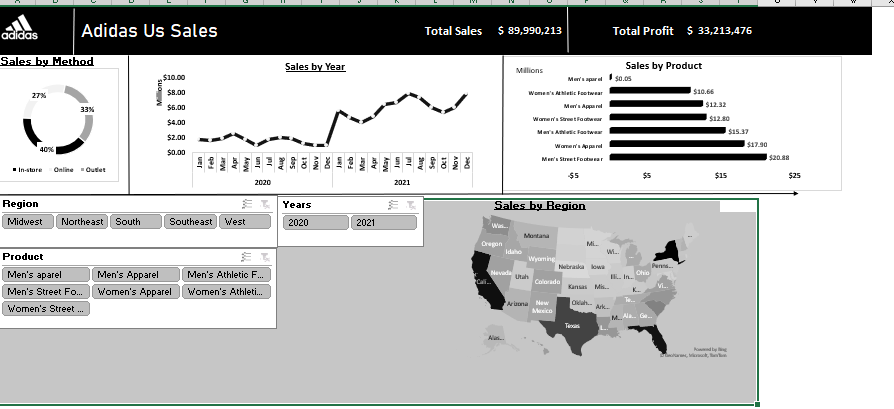 adidas
Adidas Us Sales
Total Sales $ 89,990,213
Total Profit $ 33,213,476
Sales by Method
27%
33%
40%
In-store Online Outlet
Sales by Year
Millions
$10.00
$8.00
$6.00
$4.00
$2.00
$0.00
Jan Feb Mar Apr May Jun Jul Aug Sep Oct Nov Dec Jan Feb Mar Apr May Jun Jul Aug Sep Oct Nov Dec
2020 2021
Sales by Product
Millions
Men's aparel $0.05
Women's Athletic Footwear $10.66
Men's Apparel $12.32
Women's Street Footwear $12.80
Men's Athletic Footwear $15.37
Women's Apparel $17.90
Men's Street Footwear $20.88
-$5 $5 $15 $25
Region
Midwest Northeast South Southeast West
Years
2020 2021
Product
Men's aparel Men's Apparel Men's Athletic F...
Men's Street Fo... Women's Apparel Women's Athleti...
Women's Street ...
Sales by Region
Was...
Montana
Mi...
Oregon
Idaho
Wi...
Wyoming
Nebraska Iowa
Penns...
Nevada Utah
Illi... In... Ohio
Cali...
Colorado
Kansas Mis...
K...
Vi...
Arizona New Mexico
Oklah... Ark...
Te...
M... Ala... Ge...
Texas
L...
Alas...
Powered by Bing
© GeoNames, Microsoft, TomTom